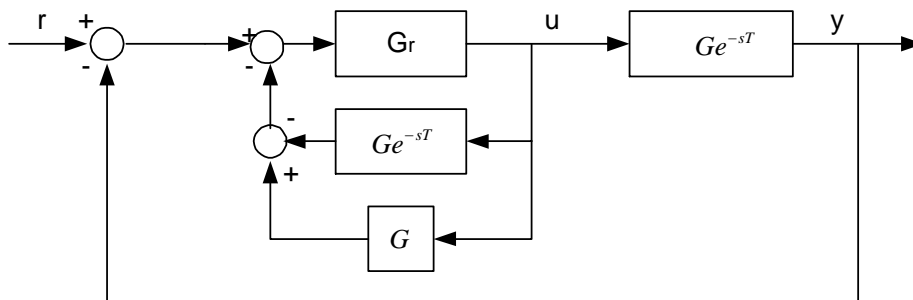 r
+
-
+
-
Gr
u
Ge^{-sT}
y
-
Ge^{-sT}
+
G